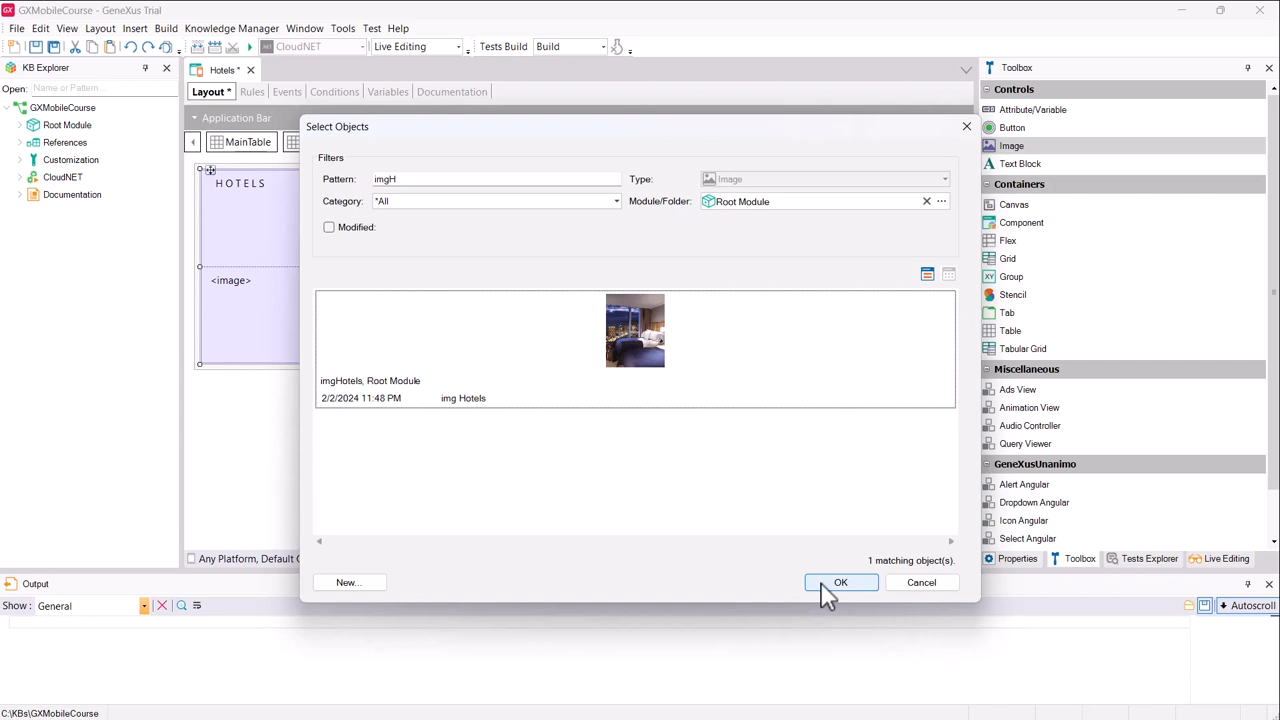 GX GXMobileCourse - GeneXus Trial
File Edit View Layout Insert Build Knowledge Manager Window Tools Test Help
CloudNET Live Editing Tests Build Build
KB Explorer
Open: Name or Pattern...
GXMobileCourse
Root Module
References
Customization
CloudNET
Documentation
Hotels *
Layout * Rules Events Conditions Variables Documentation
Application Bar
MainTable
HOTELS
<image>
Any Platform, Default
Select Objects
Filters
Pattern: imgH Type: Image
Category: *All Module/Folder: Root Module
Modified:
imgHotels, Root Module
2/2/2024 11:48 PM img Hotels
1 matching object(s).
New... OK Cancel
Toolbox
Controls
Attribute/Variable
Button
Image
A Text Block
Containers
Canvas
Component
Flex
Grid
XY Group
Stencil
Tab
Table
Tabular Grid
Miscellaneous
Ads View
Animation View
Audio Controller
Query Viewer
GeneXusUnanimo
Alert Angular
Dropdown Angular
Icon Angular
Select Angular
Properties Toolbox Tests Explorer Live Editing
Output
Show: General Autoscroll
C:\KBs\GXMobileCourse